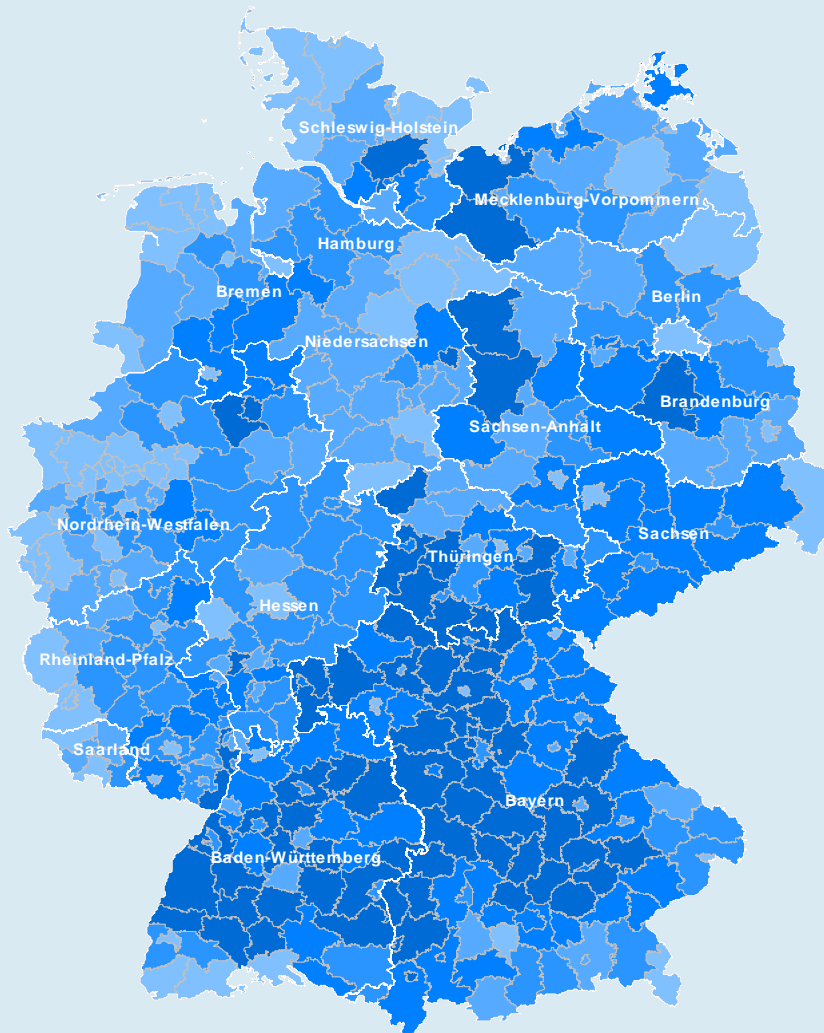 Schleswig-Holstein
Mecklenburg-Vorpommern
Hamburg
Bremen
Berlin
Niedersachsen
Brandenburg
Sachsen-Anhalt
Nordrhein-Westfalen
Sachsen
Thüringen
Hessen
Rheinland-Pfalz
Saarland
Bayern
Baden-Württemberg